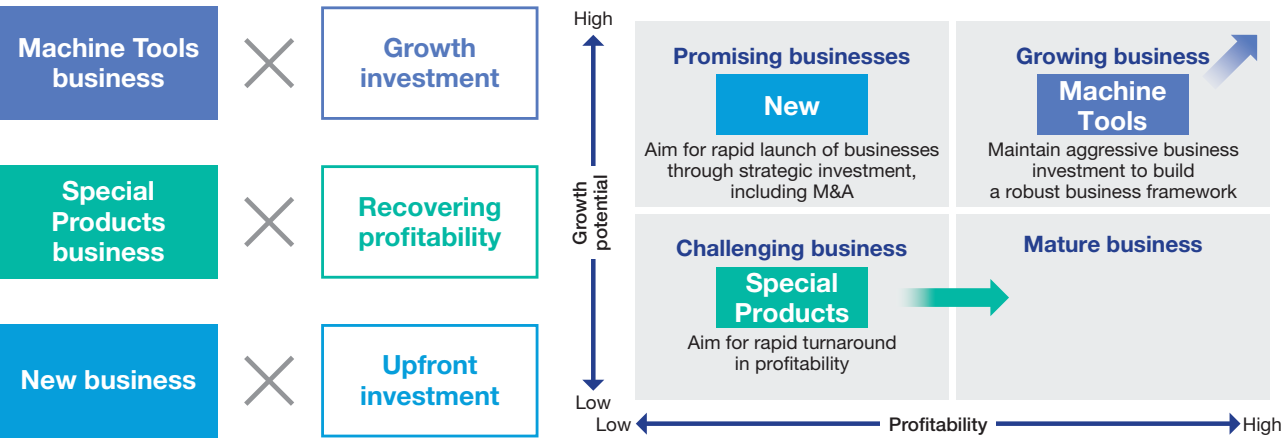 Machine Tools
business
Growth
investment
Special
Products
business
Recovering
profitability
New business
Upfront
investment
High
Growth
potential
Low
Promising businesses
New
Aim for rapid launch of businesses
through strategic investment,
including M&A
Growing business
Machine
Tools
Maintain aggressive business
investment to build
a robust business framework
Challenging business
Special
Products
Aim for rapid turnaround
in profitability
Mature business
Low
Profitability
High